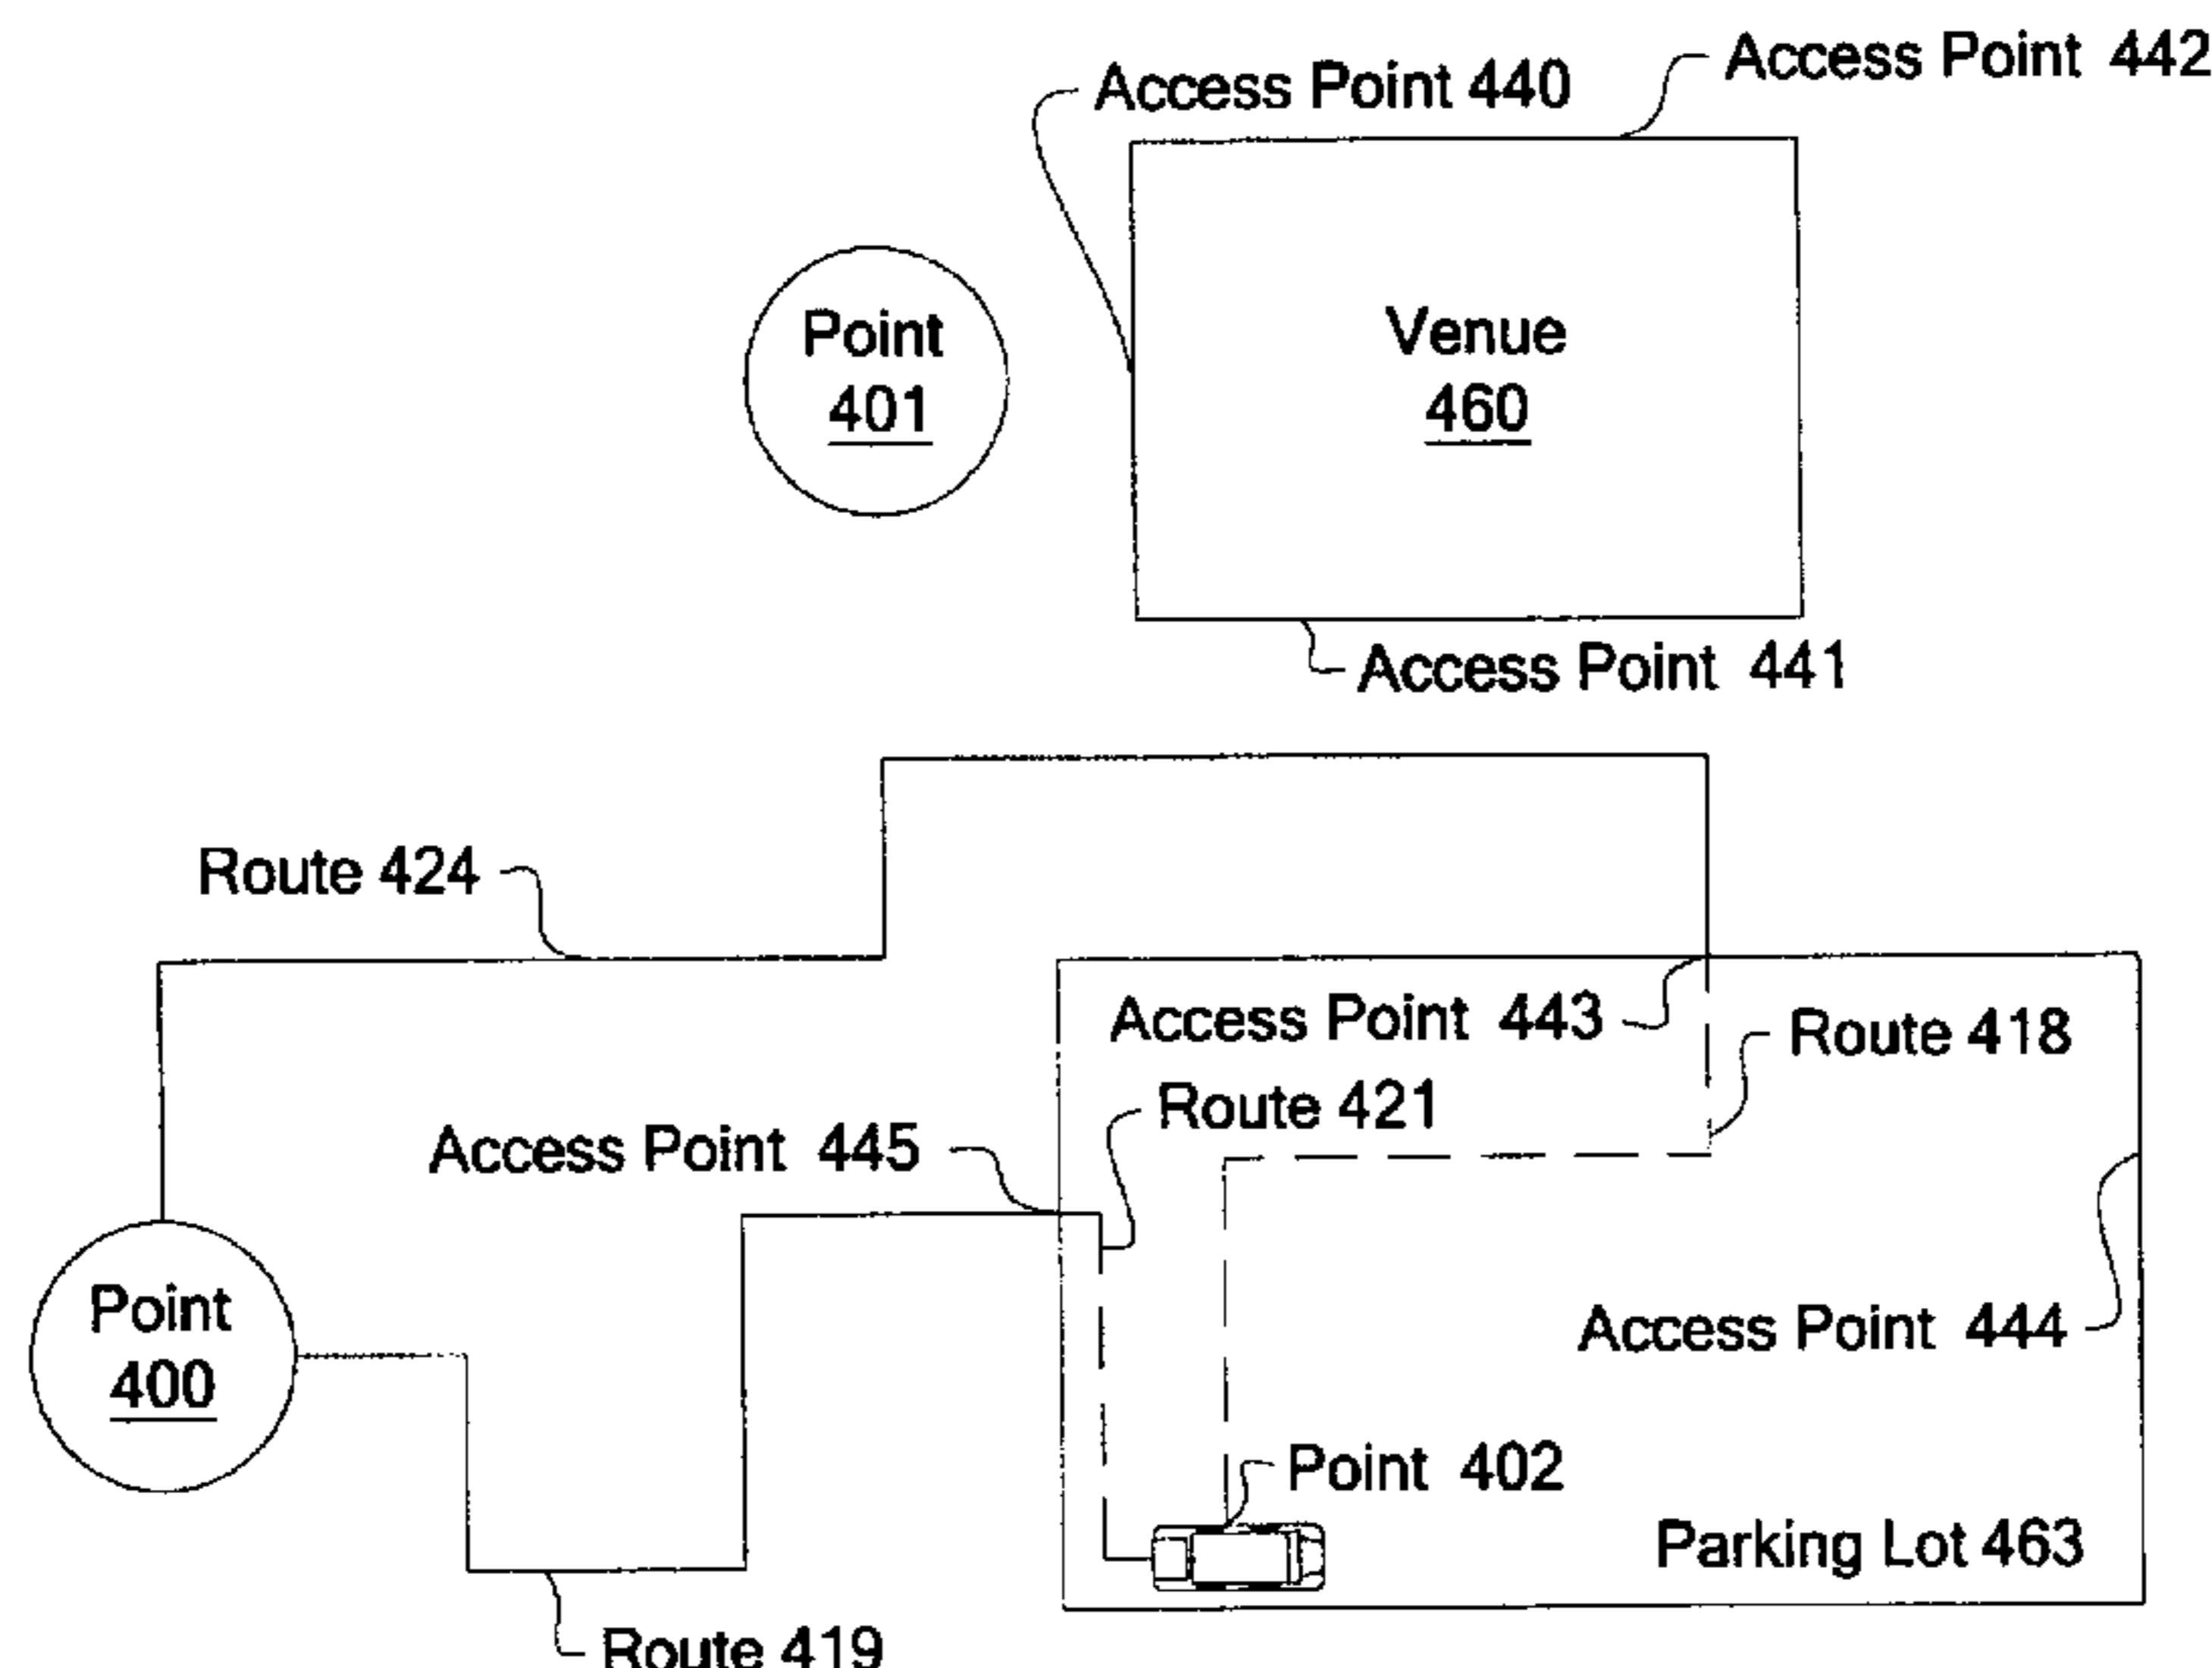 Access Point 442
Access Point 440
Point
401
Venue
460
Access Point 441
Route 424
Access Point 443
Route 418
Route 421
Access Point 445
Point
400
Access Point 444
Point 402
Parking Lot 463
Route 419